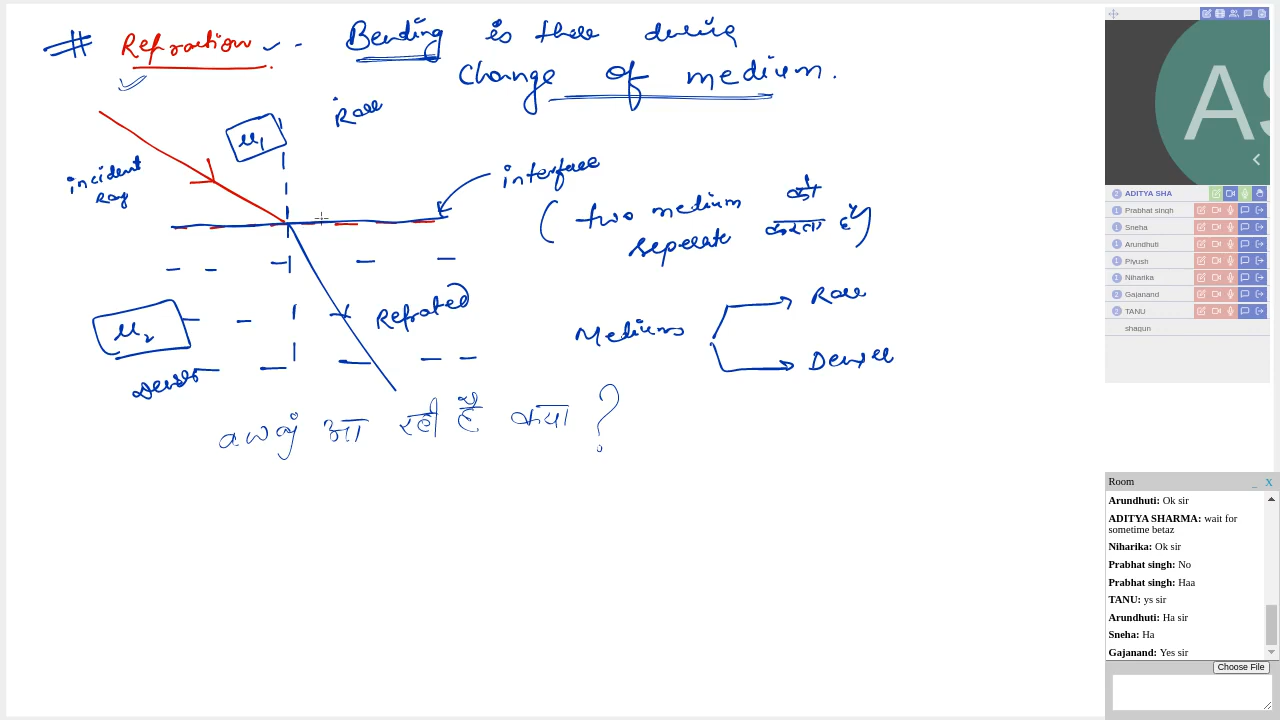 # Refraction - Bending is there during
change of medium.
μ1
Rare
incident
Ray
interface
( two medium को
seperate करता है )
Refrated
μ2
Denser
Mediums
Rare
Denser
आ रही है क्या ?
AS
ADITYA SHA
Prabhat singh
Sneha
Arundhuti
Piyush
Niharika
Gajanand
TANU
shagun
Room
_ X
Arundhuti: Ok sir
ADITYA SHARMA: wait for
sometime betaz
Niharika: Ok sir
Prabhat singh: No
Prabhat singh: Haa
TANU: ys sir
Arundhuti: Ha sir
Sneha: Ha
Gajanand: Yes sir
Choose File